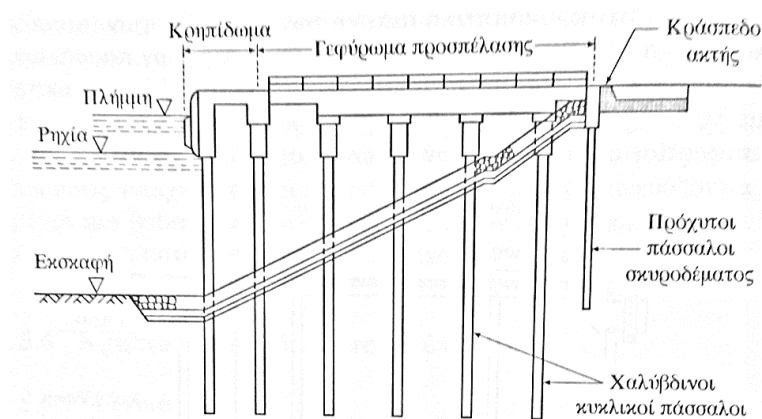 Κρηπίδωμα
Γεφύρωμα προσπέλασης
Κράσπεδο
ακτής
Πλήμμη
Ρηχία
Εκσκαφή
Πρόχυτοι
πάσσαλοι
σκυροδέματος
Χαλύβδινοι
κυκλικοί πάσσαλοι